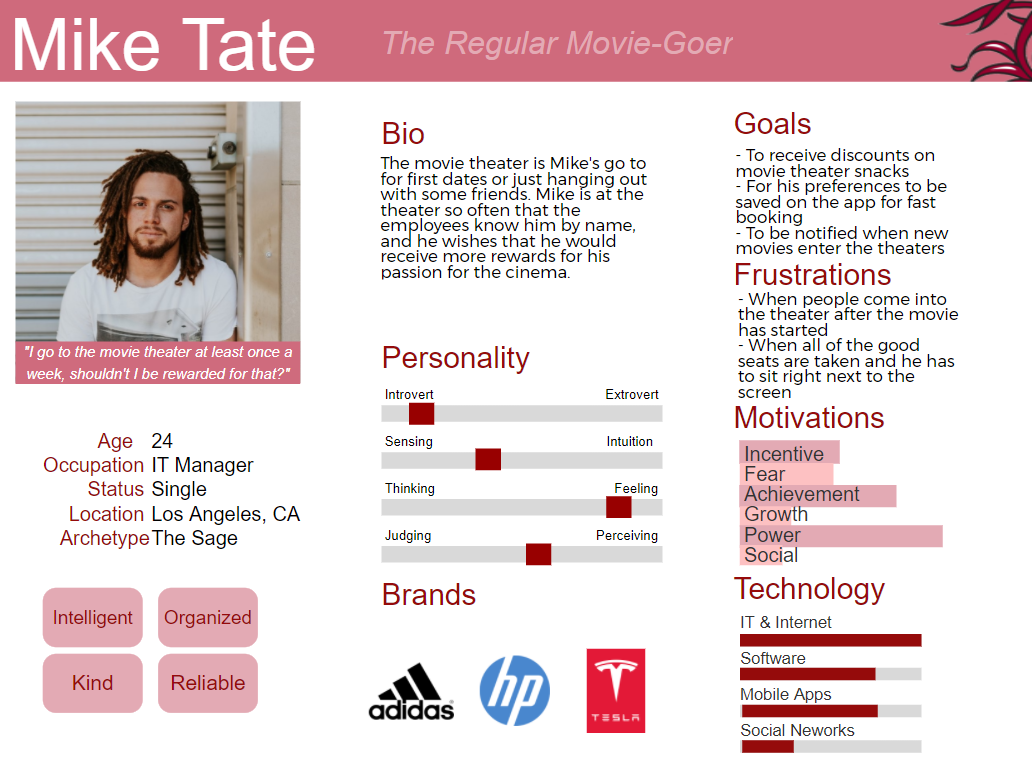 Mike Tate
The Regular Movie-Goer
"I go to the movie theater at least once a
week, shouldn't I be rewarded for that?"
Age 24
Occupation IT Manager
Status Single
Location Los Angeles, CA
Archetype The Sage
Intelligent
Organized
Kind
Reliable
Bio
The movie theater is Mike's go to
for first dates or just hanging out
with some friends. Mike is at the
theater so often that the
employees know him by name,
and he wishes that he would
receive more rewards for his
passion for the cinema.
Personality
Introvert Extrovert
Sensing Intuition
Thinking Feeling
Judging Perceiving
Brands
adidas
hp
TESLA
Goals
- To receive discounts on
movie theater snacks
- For his preferences to be
saved on the app for fast
booking
- To be notified when new
movies enter the theaters
Frustrations
- When people come into
the theater after the movie
has started
- When all of the good
seats are taken and he has
to sit right next to the
screen
Motivations
Incentive
Fear
Achievement
Growth
Power
Social
Technology
IT & Internet
Software
Mobile Apps
Social Neworks